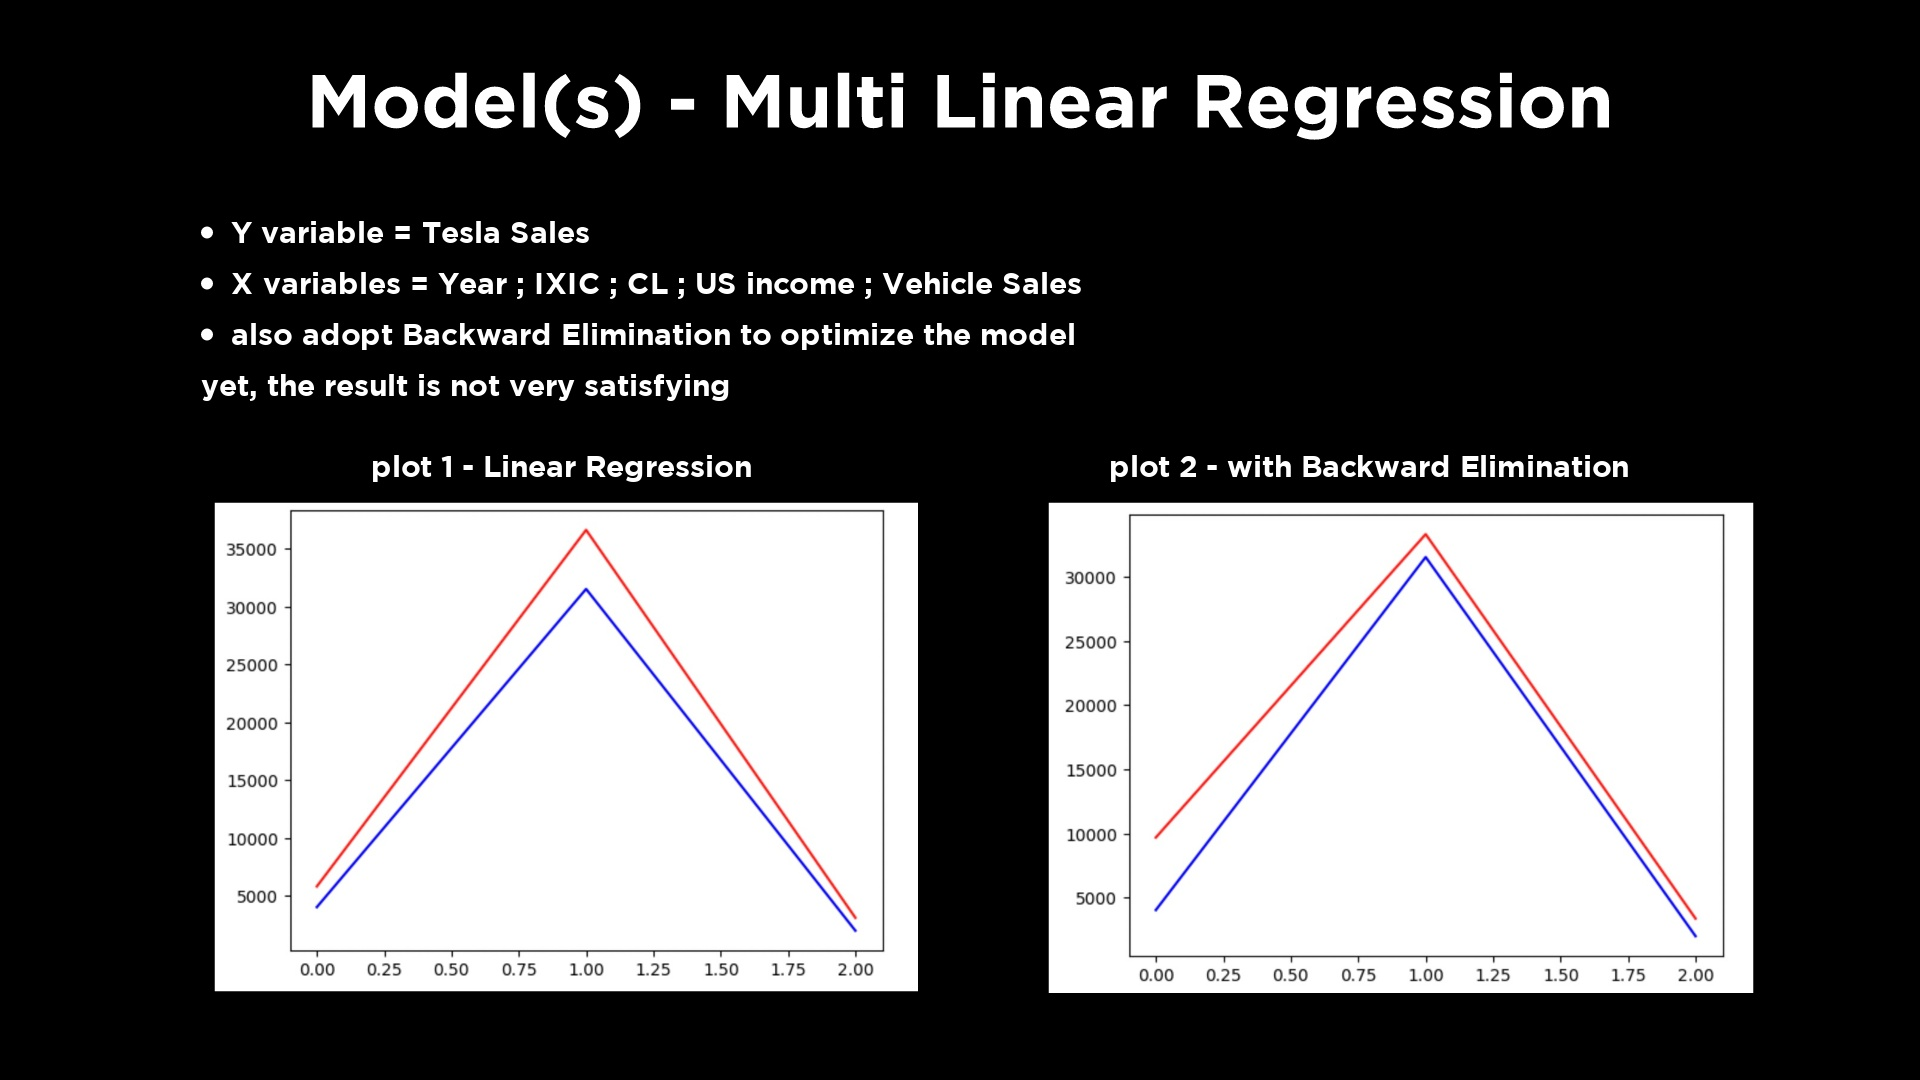 Model(s) - Multi Linear Regression
• Y variable = Tesla Sales
• X variables = Year ; IXIC ; CL ; US income ; Vehicle Sales
• also adopt Backward Elimination to optimize the model
yet, the result is not very satisfying
plot 1 - Linear Regression
35000
30000
25000
20000
15000
10000
5000
0.00 0.25 0.50 0.75 1.00 1.25 1.50 1.75 2.00
plot 2 - with Backward Elimination
30000
25000
20000
15000
10000
5000
0.00 0.25 0.50 0.75 1.00 1.25 1.50 1.75 2.00